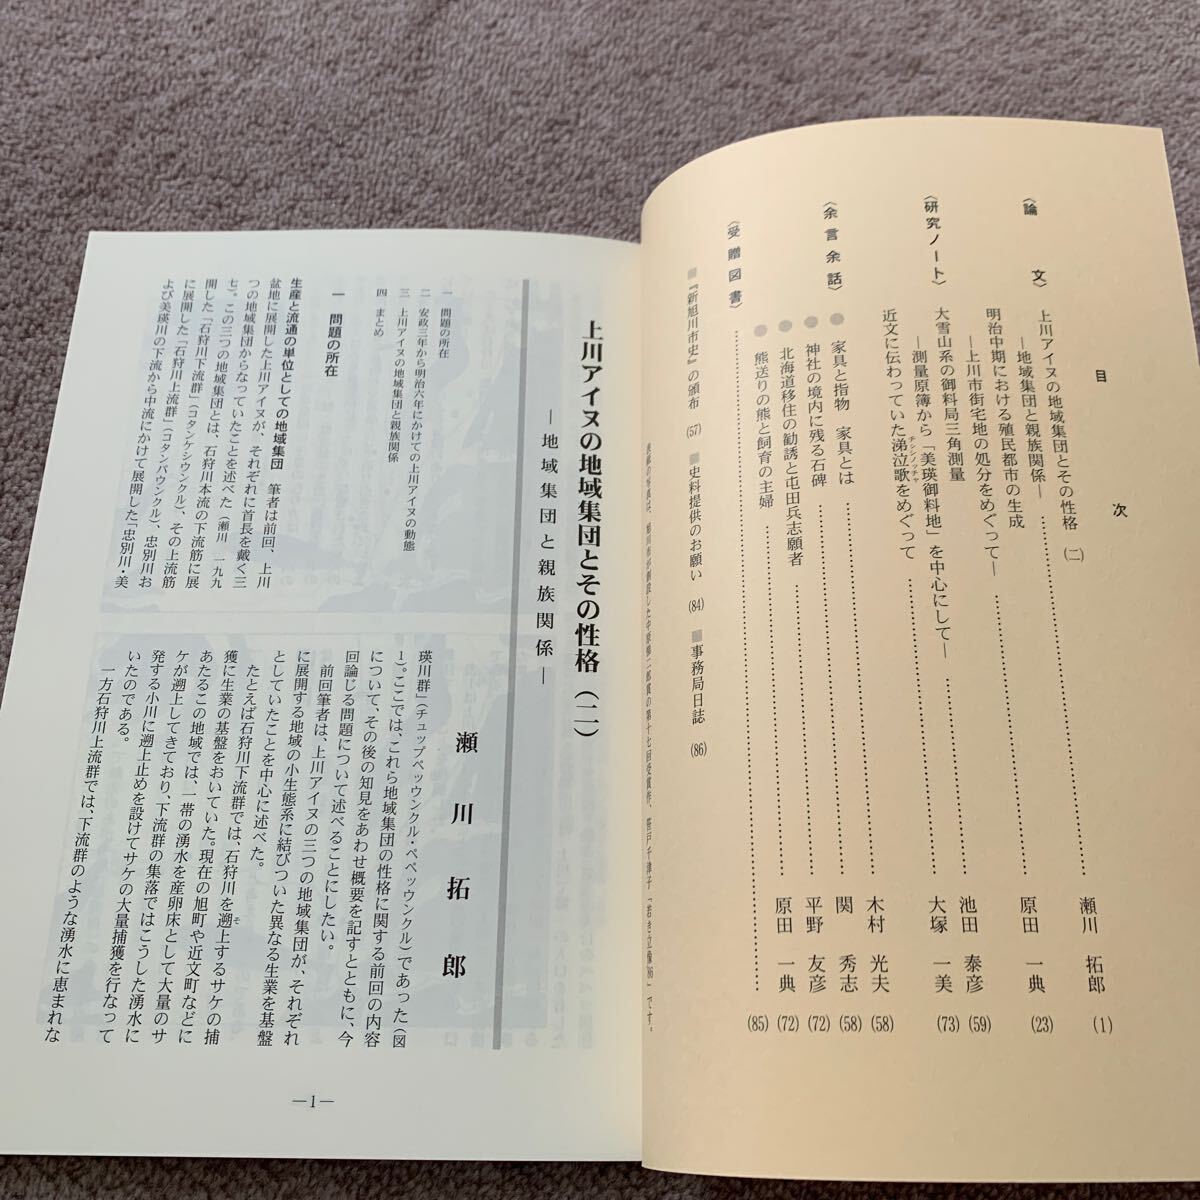 目次
〈論文〉
上川アイヌの地域集団とその性格（二）
―地域集団と親族関係―……瀬川 拓郎 (1)
明治中期における殖民都市の生成
―上川市街宅地の処分をめぐって―……原田 一典 (23)
〈研究ノート〉
大雪山系の御料局三角測量
―測量原簿から「美瑛御料地」を中心にして―……池田 泰彦 (59)
近文に伝わっていた涕泣歌をめぐって……大塚 一美 (73)
チシシノッチャ
〈余言余話〉
● 家具と指物 家具とは……木村 光夫 (58)
● 神社の境内に残る石碑……関 秀志 (58)
● 北海道移住の勧誘と屯田兵志願者……平野 友彦 (72)
● 熊送りの熊と飼育の主婦……原田 一典 (72)
〈受贈図書〉……(85)
■『新旭川市史』の頒布 (57) ■史料提供のお願い (84) ■事務局日誌 (86)
上川アイヌの地域集団とその性格（二）
―地域集団と親族関係―
瀬川拓郎
一 問題の所在
二 安政三年から明治六年にかけての上川アイヌの動態
三 上川アイヌの地域集団と親族関係
四 まとめ
一 問題の所在
生産と流通の単位としての地域集団 筆者は前回、上川
盆地に展開した上川アイヌが、それぞれに首長を戴く三
つの地域集団からなっていたことを述べた（瀬川 一九九
七）。この三つの地域集団とは、石狩川本流の下流筋に展
開した「石狩川下流群」（コタンケシウンクル）、その上流筋
に展開した「石狩川上流群」（コタンパウンクル）、忠別川お
よび美瑛川の下流から中流にかけて展開した「忠別川・美
瑛川群」（チュップペッウンクル・ペペッウンクル）であった（図
1）。ここでは、これら地域集団の性格に関する前回の内容
について、その後の知見をあわせ概要を記すとともに、今
回論じる問題について述べることにしたい。
前回筆者は、上川アイヌの三つの地域集団が、それぞれ
に展開する地域の小生態系に結びついた異なる生業を基盤
としていたことを中心に述べた。
たとえば石狩川下流群では、石狩川を遡上するサケの捕
そ
獲に生業の基盤をおいていた。現在の旭町や近文町などに
あたるこの地域では、一帯の湧水を産卵床として大量のサ
ケが遡上してきており、下流群の集落ではこうした湧水に
発する小川に遡上止めを設けてサケの大量捕獲を行なって
いたのである。
一方石狩川上流群では、下流群のような湧水に恵まれな
―1―